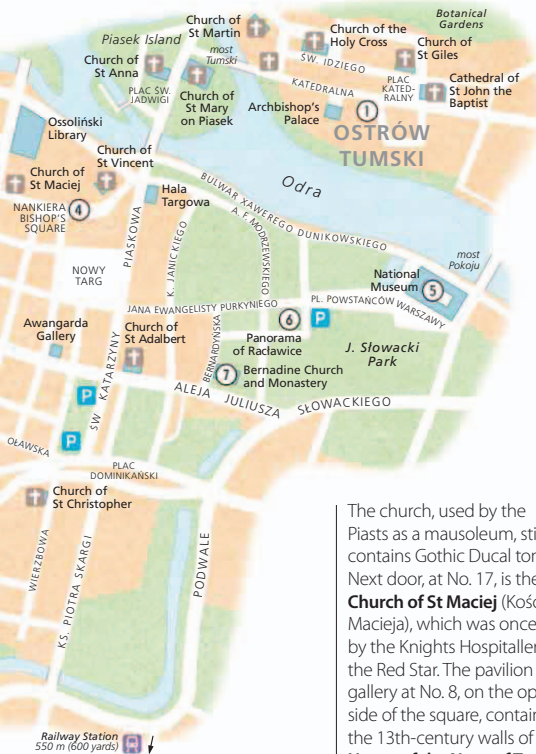 Botanical
Gardens
Church of
St Martin
Piasek Island
most
Tumski
Church of the
Holy Cross
Church of
St Giles
Church of
St Anna
ŚW. IDZIEGO
KATEDRALNA
PLAC
KATED-
RALNY
Cathedral of
St John the
Baptist
PLAC ŚW.
JADWIGI
Church of
St Mary
on Piasek
Archbishop's
Palace
1
OSTRÓW
TUMSKI
Ossoliński
Library
Church of
St Vincent
Church of
St Maciej
Hala
Targowa
Odra
BULWAR XAWEREGO DUNIKOWSKIEGO
NANKIERA
BISHOP'S
SQUARE
4
PIASKOWA
K. JANICKIEGO
A. F. MODRZEWSKIEGO
most
Pokoju
NOWY
TARG
National
Museum
5
JANA EWANGELISTY PURKYNIEGO
PL. POWSTAŃCÓW WARSZAWY
6
P
Awangarda
Gallery
Church of
St Adalbert
BERNARDYŃSKA
Panorama
of Racławice
J. Słowacki
Park
7
Bernadine Church
and Monastery
ŚW KATARZYNY
P
ALEJA JULIUSZA SŁOWACKIEGO
P
OŁAWSKA
PLAC
DOMINIKAŃSKI
Church of
St Christopher
WIERZBOWA
KS. PIOTRA SKARGI
PODWALE
Railway Station
550 m (600 yards)
The church, used by the
Piasts as a mausoleum, sti
contains Gothic Ducal tor
Next door, at No. 17, is the
Church of St Maciej (Kość
Macieja), which was once
by the Knights Hospitaller
the Red Star. The pavilion
gallery at No. 8, on the op
side of the square, contain
the 13th-century walls of